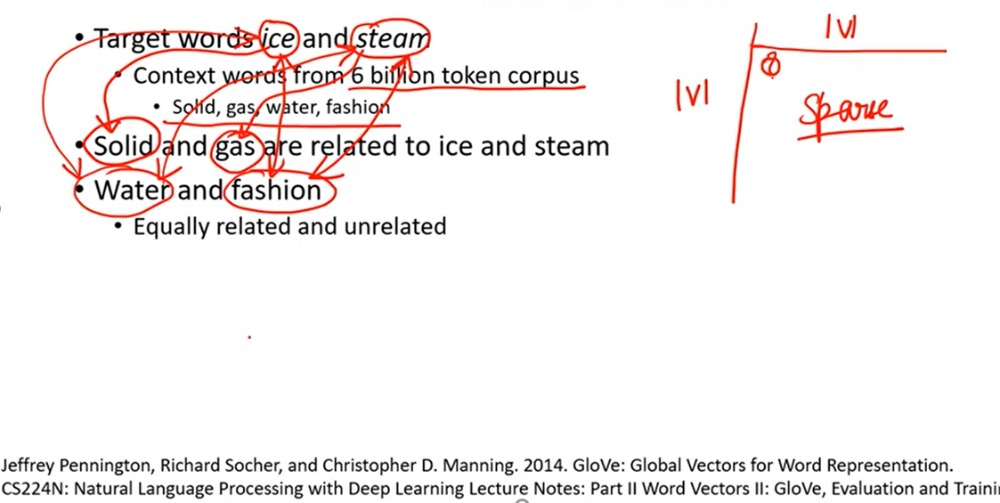 • Target words ice and steam
|V|
• Context words from 6 billion token corpus
|V|
• Solid, gas, water, fashion
Sparse
• Solid and gas are related to ice and steam
• Water and fashion
• Equally related and unrelated
Jeffrey Pennington, Richard Socher, and Christopher D. Manning. 2014. GloVe: Global Vectors for Word Representation.
CS224N: Natural Language Processing with Deep Learning Lecture Notes: Part II Word Vectors II: GloVe, Evaluation and Traini